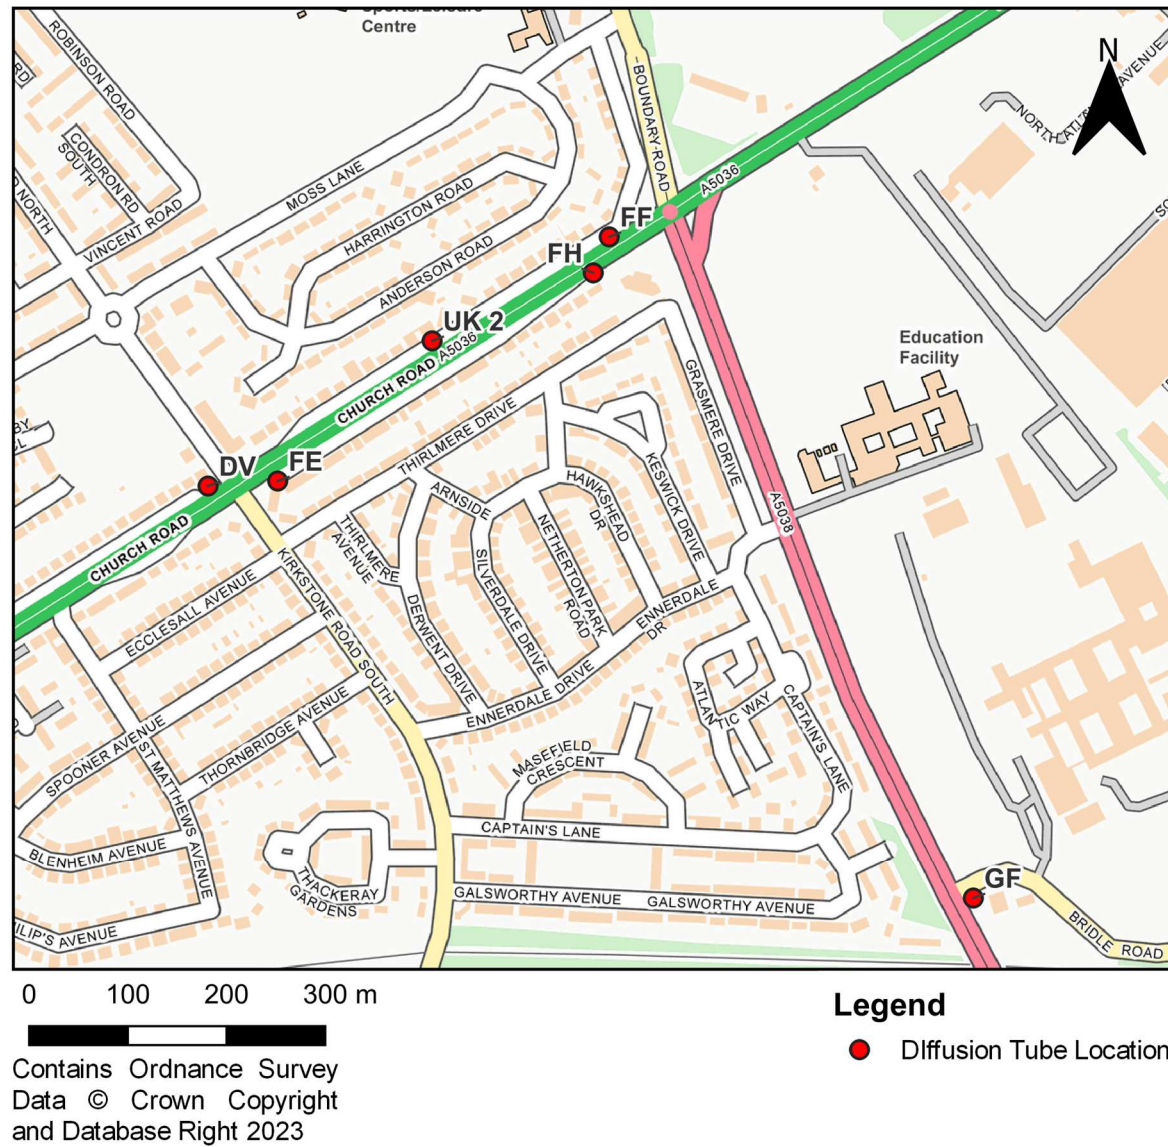 Centre
ROBINSON ROAD
CONDRON RD
SOUTH
VINCENT ROAD
MOSS LANE
HARRINGTON ROAD
ANDERSON ROAD
BOUNDARY ROAD
A5036
N
FF
FH
UK 2
A5036
CHURCH ROAD
Education
Facility
DV
FE
CHURCH ROAD
THIRLMERE DRIVE
GRASMERE DRIVE
A5038
ARNSIDE
HAWKSHEAD
DR
KESWICK DRIVE
THIRLMERE
AVENUE
NETHERTON PARK
ROAD
SILVERDALE DRIVE
DERWENT DRIVE
ENNERDALE
DR
ENNERDALE DRIVE
KIRKSTONE ROAD SOUTH
ECCLESALL AVENUE
SPOONER AVENUE
ST MATTHEWS AVENUE
THORNBRIDGE AVENUE
BLENHEIM AVENUE
ILIP'S AVENUE
THACKERAY
GARDENS
MASEFIELD
CRESCENT
ATLANTIC WAY
CAPTAIN'S LANE
CAPTAIN'S LANE
GALSWORTHY AVENUE
GALSWORTHY AVENUE
GF
BRIDLE ROAD
0 100 200 300 m
Contains Ordnance Survey
Data © Crown Copyright
and Database Right 2023
Legend
DIffusion Tube Location